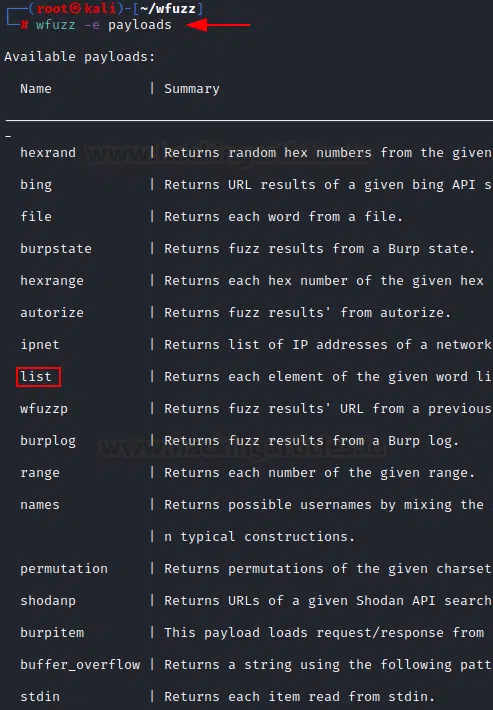 (root㉿kali)-[~/wfuzz]
# wfuzz -e payloads
Available payloads:
Name | Summary
hexrand | Returns random hex numbers from the given
bing | Returns URL results of a given bing API s
file | Returns each word from a file.
burpstate | Returns fuzz results from a Burp state.
hexrange | Returns each hex number of the given hex
autorize | Returns fuzz results' from autorize.
ipnet | Returns list of IP addresses of a network
list | Returns each element of the given word li
wfuzzp | Returns fuzz results' URL from a previous
burplog | Returns fuzz results from a Burp log.
range | Returns each number of the given range.
names | Returns possible usernames by mixing the
| n typical constructions.
permutation | Returns permutations of the given charset
shodanp | Returns URLs of a given Shodan API search
burpitem | This payload loads request/response from
buffer_overflow | Returns a string using the following patt
stdin | Returns each item read from stdin.
www.hackingarticles.in